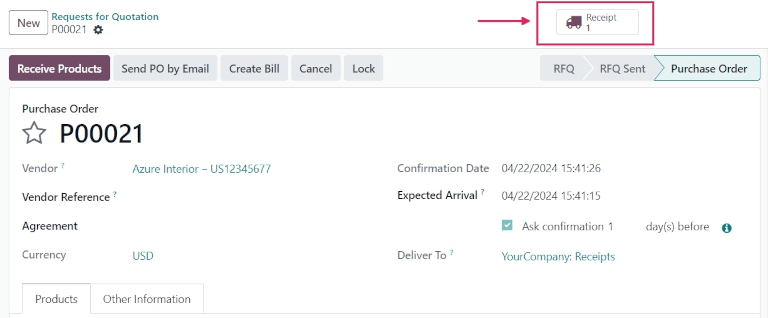 New
Requests for Quotation
P00021
Receipt
1
Receive Products Send PO by Email Create Bill Cancel Lock
RFQ RFQ Sent Purchase Order
Purchase Order
P00021
Vendor ? Azure Interior – US12345677
Confirmation Date 04/22/2024 15:41:26
Vendor Reference ?
Expected Arrival ? 04/22/2024 15:41:15
Agreement
Ask confirmation 1 day(s) before
Currency USD
Deliver To ? YourCompany: Receipts
Products Other Information